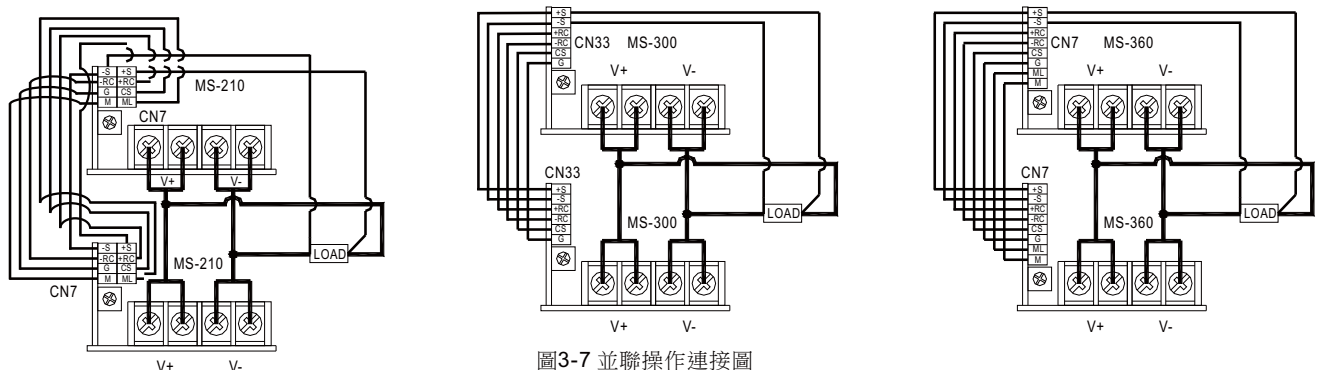 -S +S
-RC +RC
G CS
M ML
MS-210
CN7
V+ V-
LOAD
-S +S
-RC +RC
G CS
M ML
MS-210
CN7
V+ V-
+S
-S
+RC
-RC
CS
G
CN33 MS-300
V+ V-
CN33
+S
-S
+RC
-RC
CS
G
MS-300
LOAD
V+ V-
+S
-S
+RC
-RC
CS
G
ML
M
CN7 MS-360
V+ V-
CN7
+S
-S
+RC
-RC
CS
G
ML
M
MS-360
LOAD
V+ V-
圖3-7 並聯操作連接圖